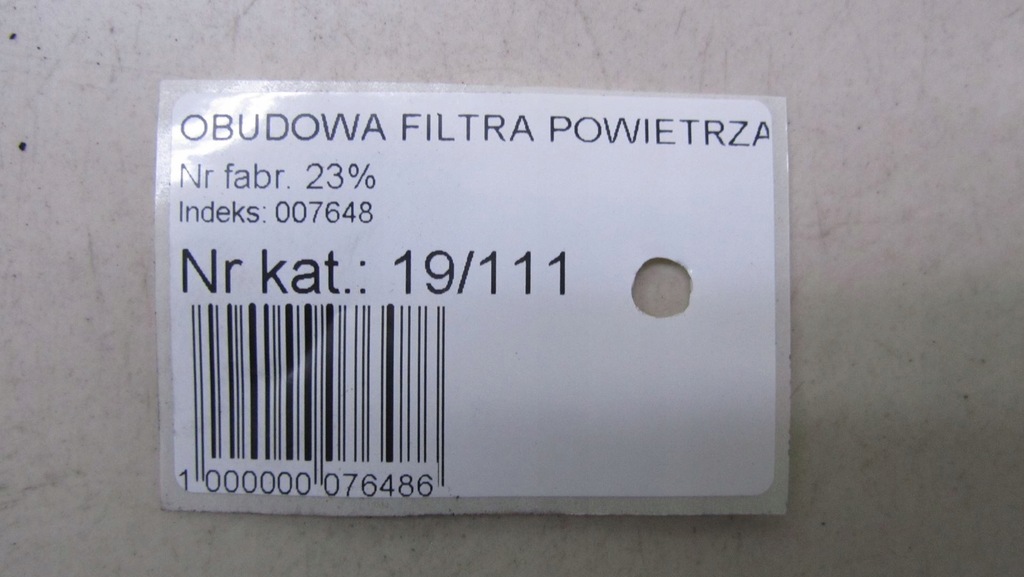 OBUDOWA FILTRA POWIETRZA
Nr fabr. 23%
Indeks: 007648
Nr kat.: 19/111
1 000000 076486